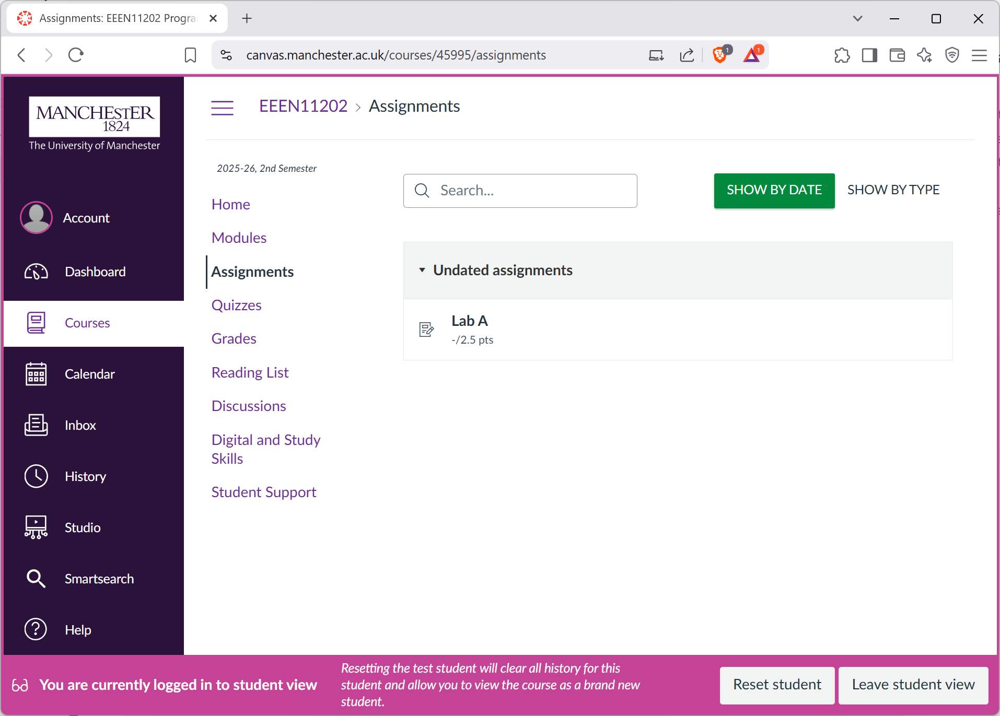 Assignments: EEEN11202 Progra
canvas.manchester.ac.uk/courses/45995/assignments
1
1
MANCHESTER
1824
The University of Manchester
Account
Dashboard
Courses
Calendar
Inbox
History
Studio
Smartsearch
Help
EEEN11202 › Assignments
2025-26, 2nd Semester
Home
Modules
Assignments
Quizzes
Grades
Reading List
Discussions
Digital and Study
Skills
Student Support
Search...
SHOW BY DATE
SHOW BY TYPE
Undated assignments
Lab A
-/2.5 pts
You are currently logged in to student view
Resetting the test student will clear all history for this
student and allow you to view the course as a brand new
student.
Reset student
Leave student view